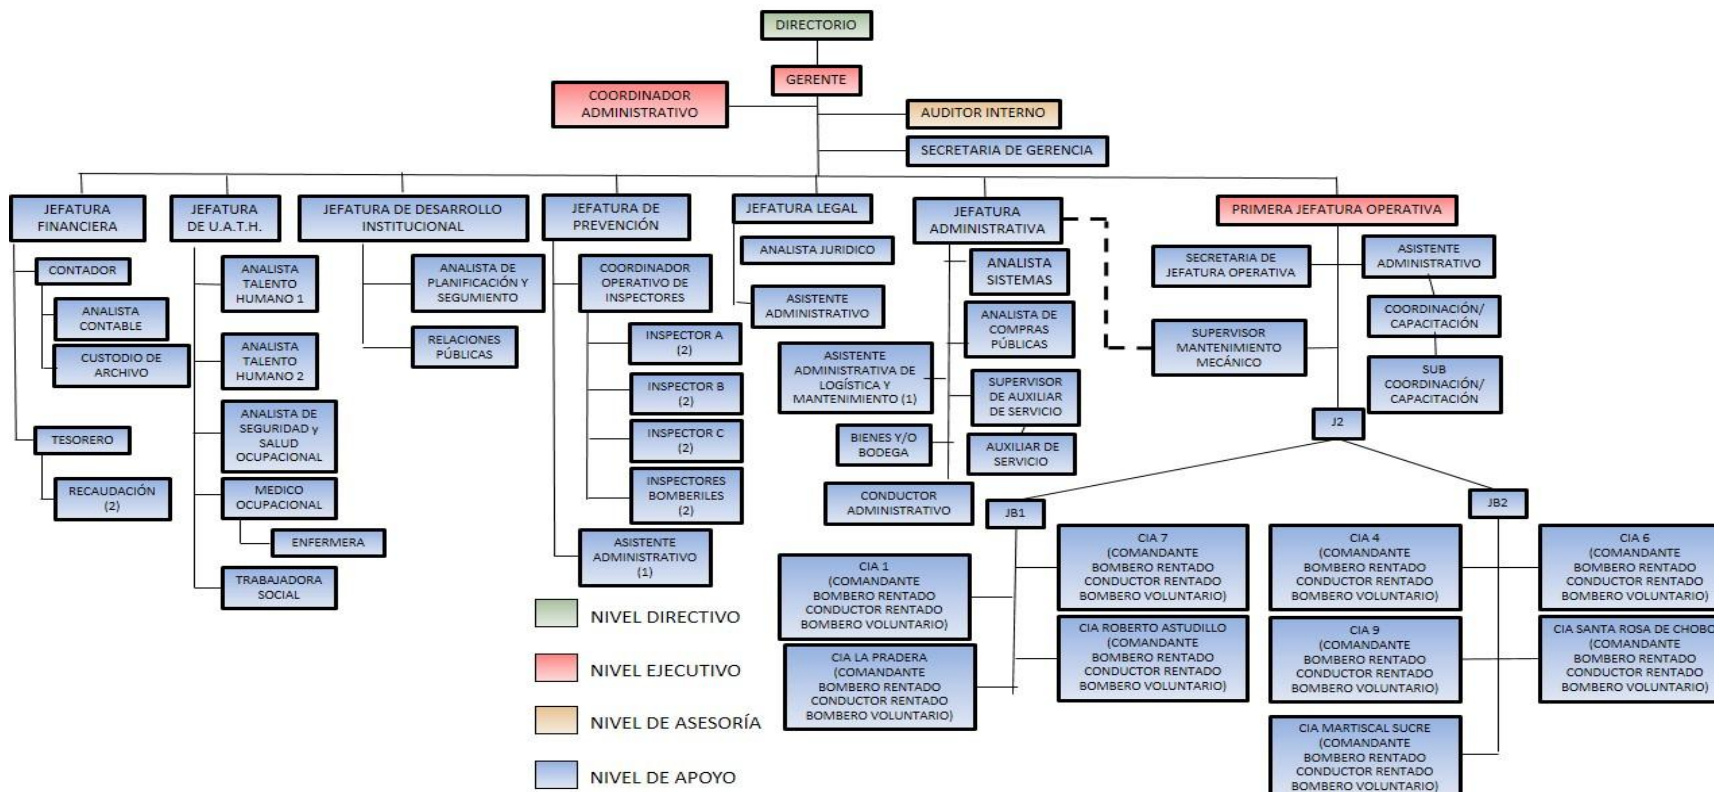 DIRECTORIO
GERENTE
COORDINADOR
ADMINISTRATIVO
AUDITOR INTERNO
SECRETARIA DE GERENCIA
JEFATURA
FINANCIERA
JEFATURA
DE U.A.T.H.
JEFATURA DE DESARROLLO
INSTITUCIONAL
JEFATURA DE
PREVENCIÓN
JEFATURA LEGAL
JEFATURA
ADMINISTRATIVA
PRIMERA JEFATURA OPERATIVA
CONTADOR
ANALISTA
CONTABLE
CUSTODIO DE
ARCHIVO
TESORERO
RECAUDACIÓN
(2)
ANALISTA
TALENTO
HUMANO 1
ANALISTA
TALENTO
HUMANO 2
ANALISTA DE
SEGURIDAD y
SALUD
OCUPACIONAL
MEDICO
OCUPACIONAL
ENFERMERA
TRABAJADORA
SOCIAL
ANALISTA DE
PLANIFICACIÓN Y
SEGUMIENTO
RELACIONES
PÚBLICAS
COORDINADOR
OPERATIVO DE
INSPECTORES
INSPECTOR A
(2)
INSPECTOR B
(2)
INSPECTOR C
(2)
INSPECTORES
BOMBERILES
(2)
ASISTENTE
ADMINISTRATIVO
(1)
ANALISTA JURIDICO
ASISTENTE
ADMINISTRATIVO
ANALISTA
SISTEMAS
ANALISTA DE
COMPRAS
PÚBLICAS
ASISTENTE
ADMINISTRATIVA DE
LOGÍSTICA Y
MANTENIMIENTO (1)
SUPERVISOR
DE AUXILIAR
DE SERVICIO
BIENES Y/O
BODEGA
AUXILIAR DE
SERVICIO
CONDUCTOR
ADMINISTRATIVO
SECRETARIA DE
JEFATURA OPERATIVA
ASISTENTE
ADMINISTRATIVO
COORDINACIÓN/
CAPACITACIÓN
SUPERVISOR
MANTENIMIENTO
MECÁNICO
SUB
COORDINACIÓN/
CAPACITACIÓN
J2
JB1
JB2
CIA 1
(COMANDANTE
BOMBERO RENTADO
CONDUCTOR RENTADO
BOMBERO VOLUNTARIO)
CIA 7
(COMANDANTE
BOMBERO RENTADO
CONDUCTOR RENTADO
BOMBERO VOLUNTARIO)
CIA LA PRADERA
(COMANDANTE
BOMBERO RENTADO
CONDUCTOR RENTADO
BOMBERO VOLUNTARIO)
CIA ROBERTO ASTUDILLO
(COMANDANTE
BOMBERO RENTADO
CONDUCTOR RENTADO
BOMBERO VOLUNTARIO)
CIA 4
(COMANDANTE
BOMBERO RENTADO
CONDUCTOR RENTADO
BOMBERO VOLUNTARIO)
CIA 6
(COMANDANTE
BOMBERO RENTADO
CONDUCTOR RENTADO
BOMBERO VOLUNTARIO)
CIA 9
(COMANDANTE
BOMBERO RENTADO
CONDUCTOR RENTADO
BOMBERO VOLUNTARIO)
CIA SANTA ROSA DE CHOBO
(COMANDANTE
BOMBERO RENTADO
CONDUCTOR RENTADO
BOMBERO VOLUNTARIO)
CIA MARTISCAL SUCRE
(COMANDANTE
BOMBERO RENTADO
CONDUCTOR RENTADO
BOMBERO VOLUNTARIO)
NIVEL DIRECTIVO
NIVEL EJECUTIVO
NIVEL DE ASESORÍA
NIVEL DE APOYO